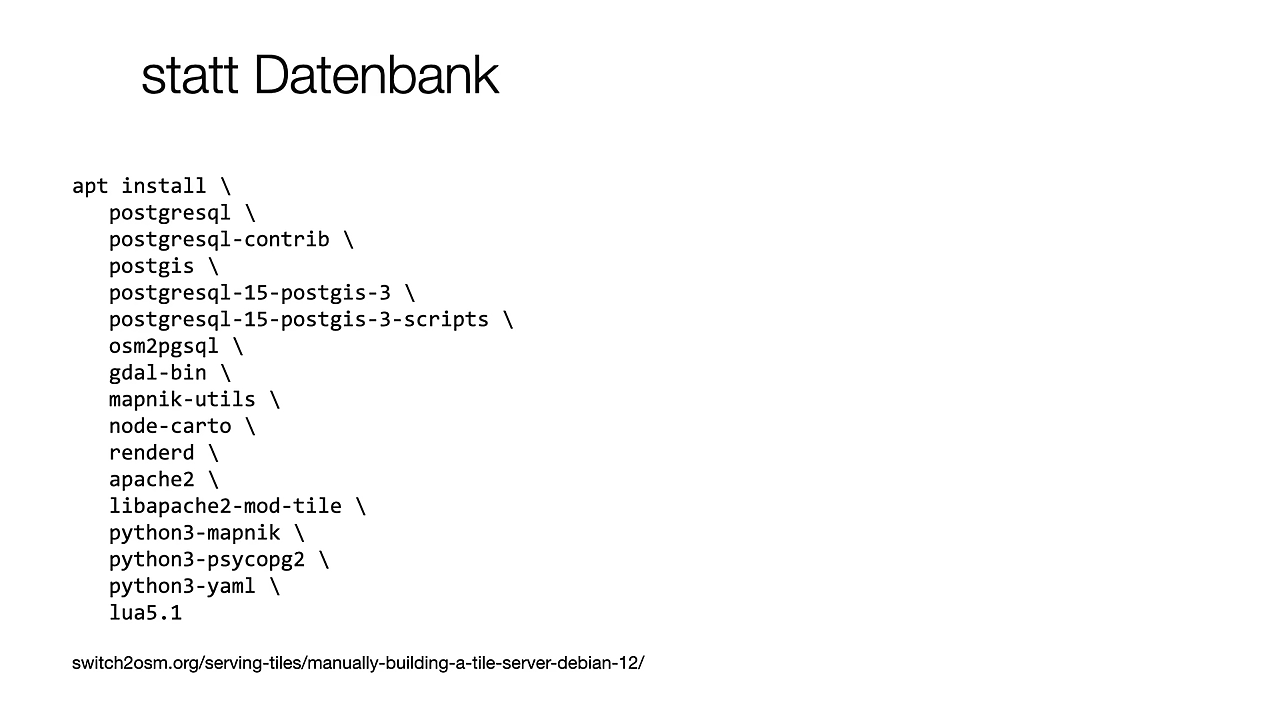 statt Datenbank
apt install \
postgresql \
postgresql-contrib \
postgis \
postgresql-15-postgis-3 \
postgresql-15-postgis-3-scripts \
osm2pgsql \
gdal-bin \
mapnik-utils \
node-carto \
renderd \
apache2 \
libapache2-mod-tile \
python3-mapnik \
python3-psycopg2 \
python3-yaml \
lua5.1
switch2osm.org/serving-tiles/manually-building-a-tile-server-debian-12/